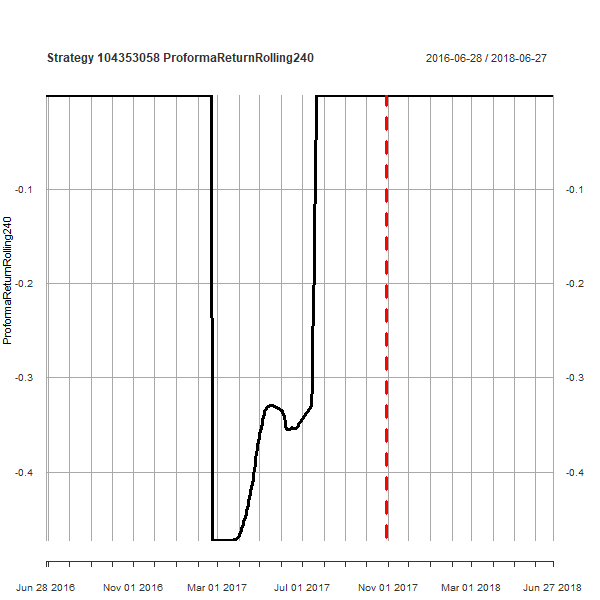 Strategy 104353058 ProformaReturnRolling240
2016-06-28 / 2018-06-27
ProformaReturnRolling240
-0.1
-0.2
-0.3
-0.4
-0.1
-0.2
-0.3
-0.4
Jun 28 2016
Nov 01 2016
Mar 01 2017
Jul 01 2017
Nov 01 2017
Mar 01 2018
Jun 27 2018